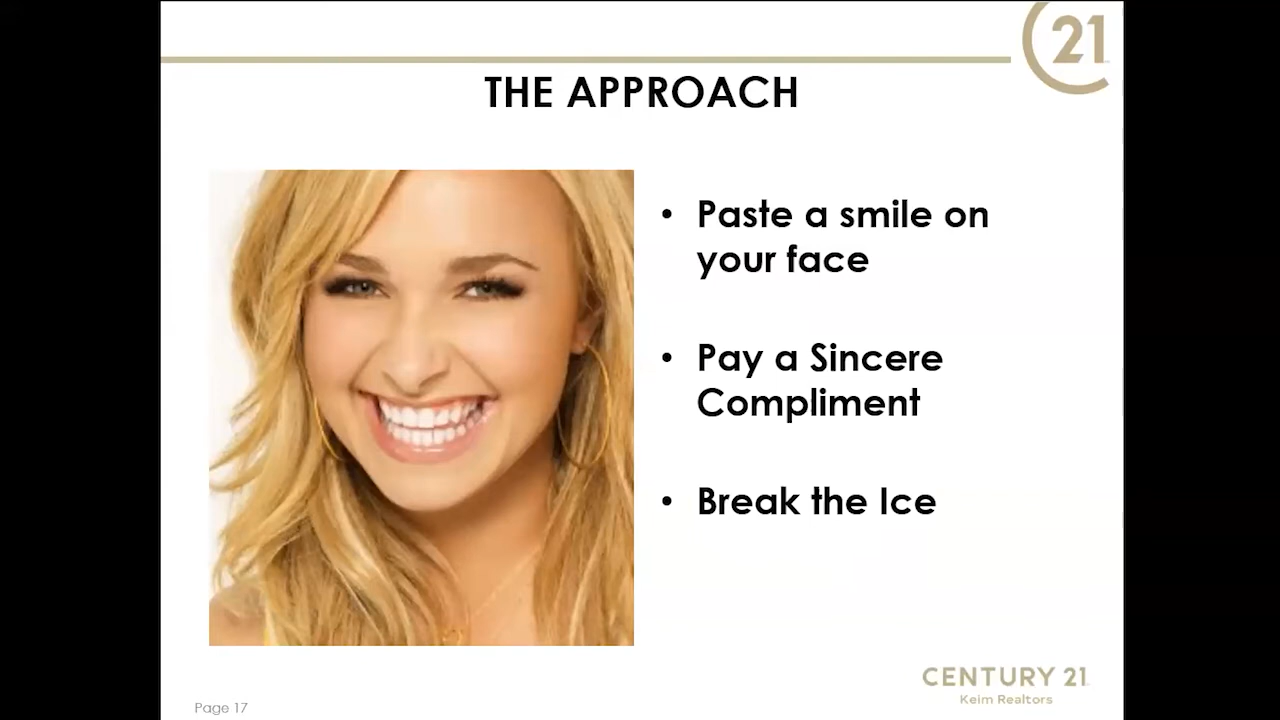 21
THE APPROACH
• Paste a smile on
your face
• Pay a Sincere
Compliment
• Break the Ice
CENTURY 21
Keim Realtors
Page 17